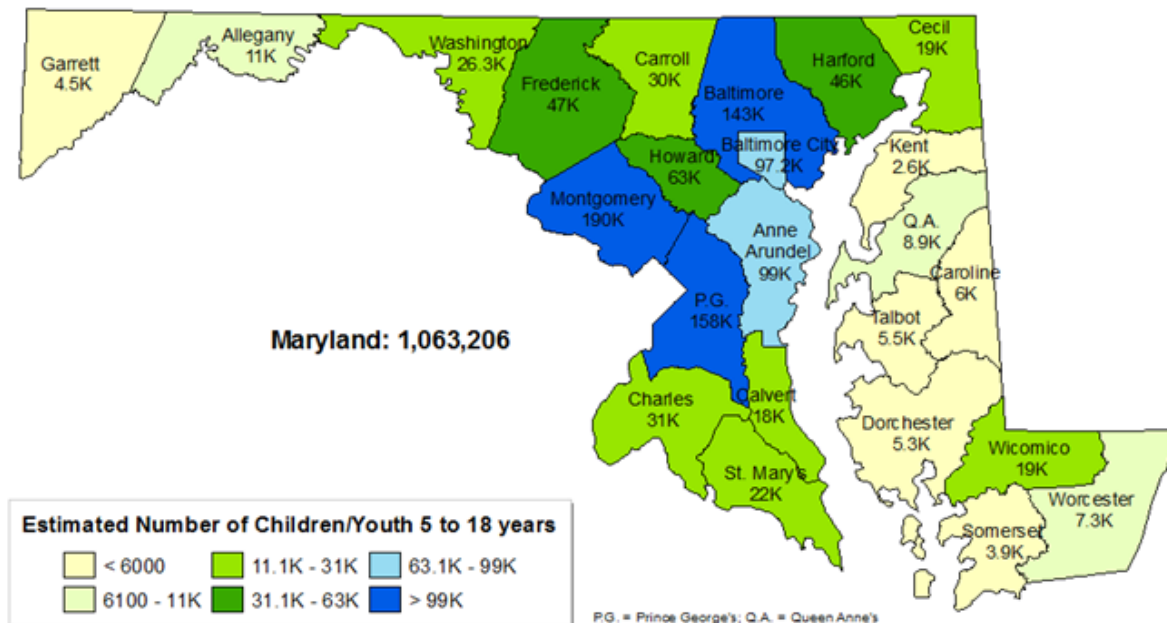 Garrett
4.5K
Allegany
11K
Washington
26.3K
Frederick
47K
Carroll
30K
Baltimore
143K
Harford
46K
Cecil
19K
Baltimore City
97.2K
Howard
63K
Montgomery
190K
Anne
Arundel
99K
P.G.
158K
Kent
2.6K
Q.A.
8.9K
Caroline
6K
Talbot
5.5K
Maryland: 1,063,206
Charles
31K
Calvert
18K
St. Mary's
22K
Dorchester
5.3K
Wicomico
19K
Worcester
7.3K
Somerset
3.9K
Estimated Number of Children/Youth 5 to 18 years
< 6000
11.1K - 31K
63.1K - 99K
6100 - 11K
31.1K - 63K
> 99K
P.G. = Prince George's; Q.A. = Queen Anne's